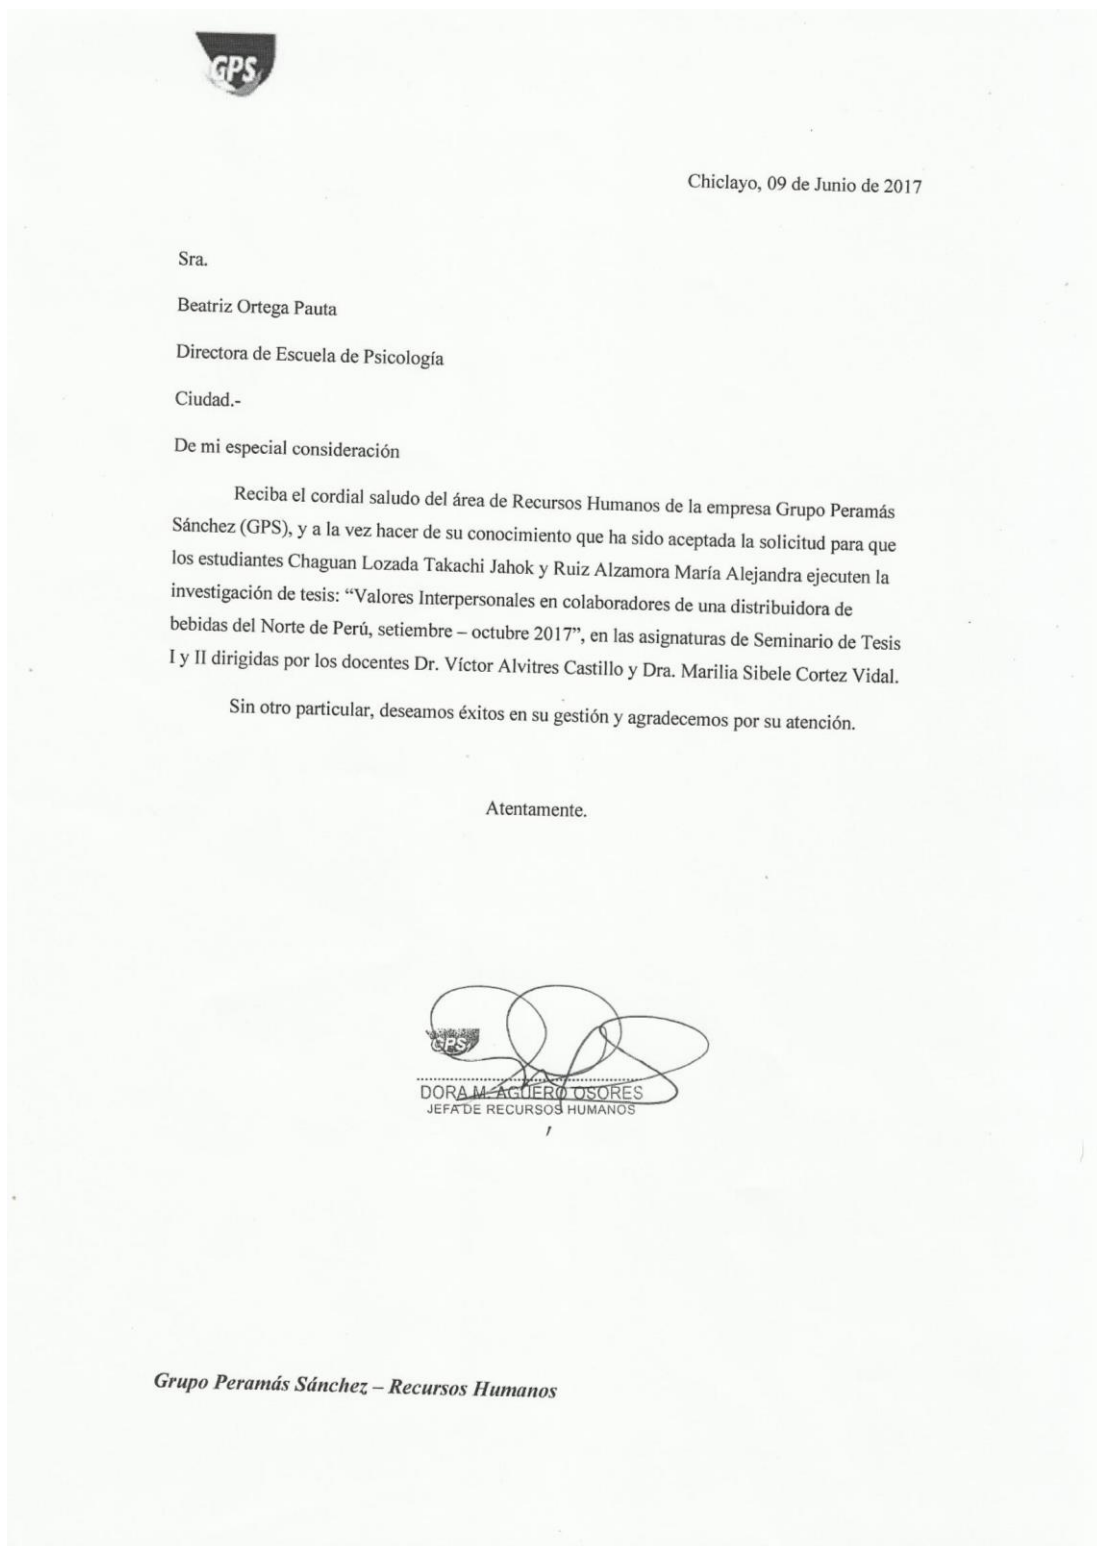 GPS
Chiclayo, 09 de Junio de 2017
Sra.
Beatriz Ortega Pauta
Directora de Escuela de Psicología
Ciudad.-
De mi especial consideración
Reciba el cordial saludo del área de Recursos Humanos de la empresa Grupo Peramás
Sánchez (GPS), y a la vez hacer de su conocimiento que ha sido aceptada la solicitud para que
los estudiantes Chaguan Lozada Takachi Jahok y Ruiz Alzamora María Alejandra ejecuten la
investigación de tesis: “Valores Interpersonales en colaboradores de una distribuidora de
bebidas del Norte de Perú, setiembre – octubre 2017”, en las asignaturas de Seminario de Tesis
I y II dirigidas por los docentes Dr. Víctor Alvitres Castillo y Dra. Marilia Sibele Cortez Vidal.
Sin otro particular, deseamos éxitos en su gestión y agradecemos por su atención.
Atentamente.
GPS
DORA M. AGÜERO OSORES
JEFA DE RECURSOS HUMANOS
Grupo Peramás Sánchez – Recursos Humanos